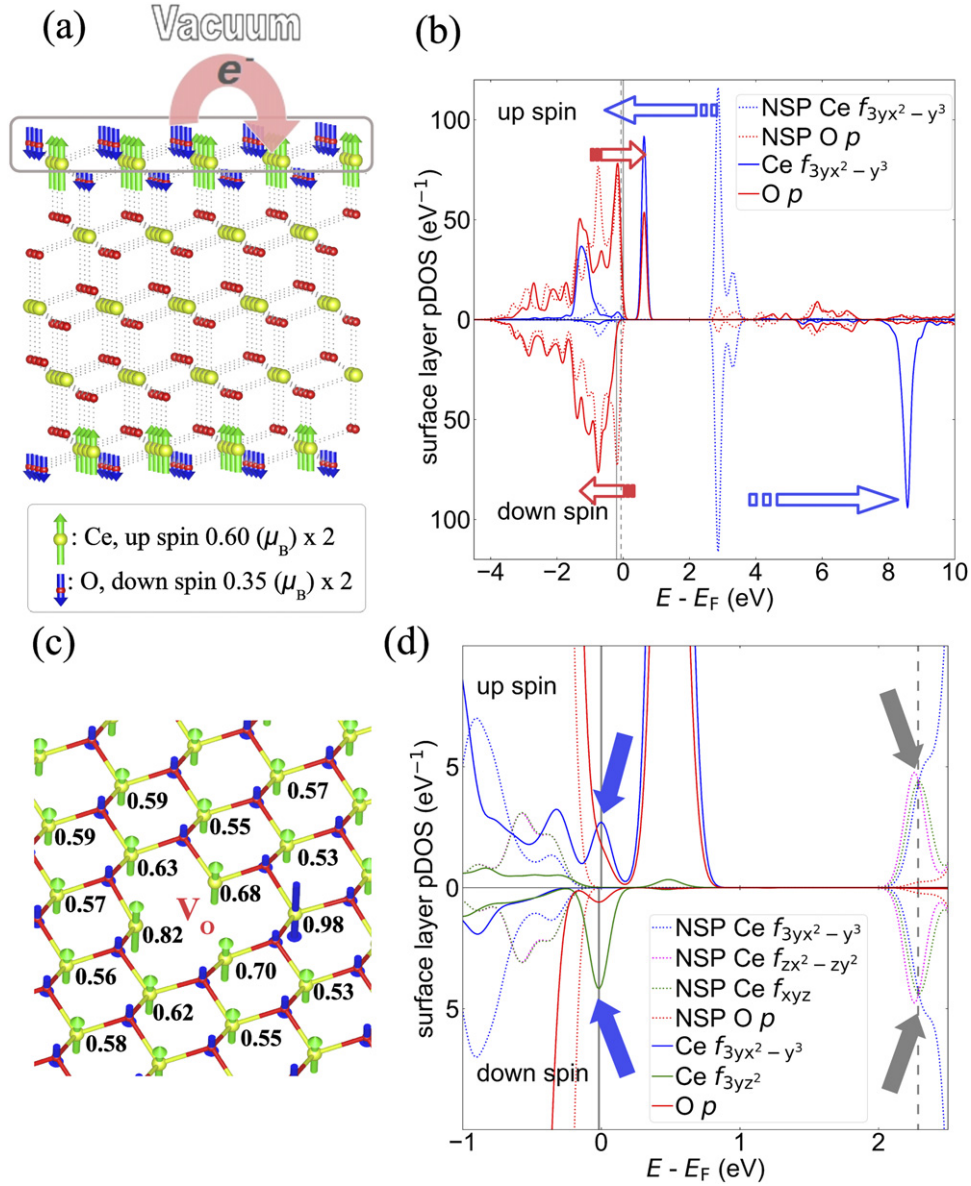 (a)
Vacuum
e-
: Ce, up spin 0.60 (μB) x 2
: O, down spin 0.35 (μB) x 2
(b)
surface layer pDOS (eV−1)
100
50
0
50
100
up spin
down spin
NSP Ce f3yx2 − y3
NSP O p
Ce f3yx2 − y3
O p
−4 −2 0 2 4 6 8 10
E - EF (eV)
(c)
0.59
0.57
0.59
0.55
0.63
0.53
0.57
0.68
0.82
VO
0.98
0.56
0.70
0.62
0.53
0.58
0.55
(d)
surface layer pDOS (eV−1)
5
0
5
up spin
down spin
NSP Ce f3yx2 − y3
NSP Ce fzx2 − zy2
NSP Ce fxyz
NSP O p
Ce f3yx2 − y3
Ce f3yz2
O p
-1 0 1 2
E - EF (eV)